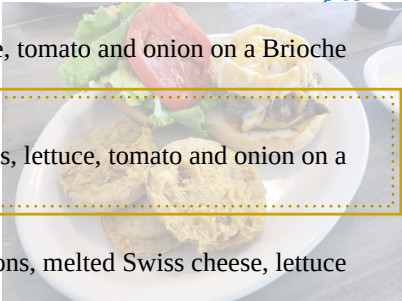 , tomato and onion on a Brioche
s, lettuce, tomato and onion on a
ons, melted Swiss cheese, lettuce